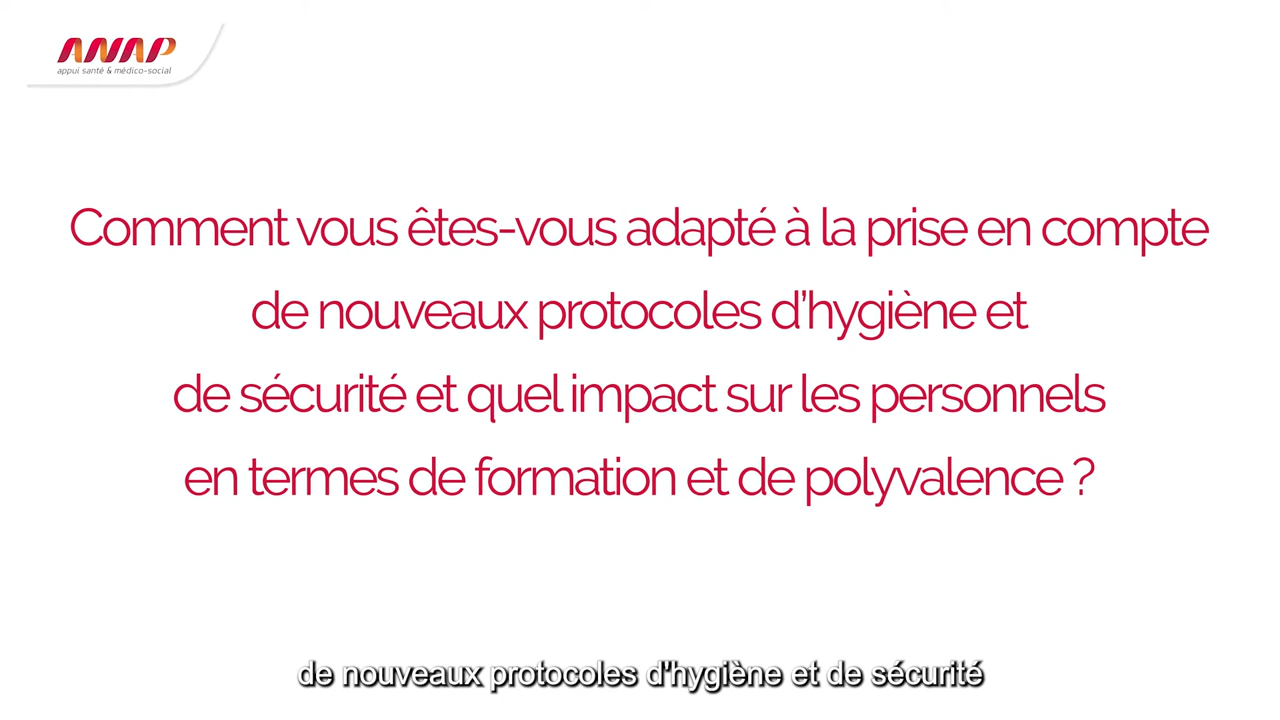 ANAP
appui santé & médico-social
Comment vous êtes-vous adapté à la prise en compte
de nouveaux protocoles d’hygiène et
de sécurité et quel impact sur les personnels
en termes de formation et de polyvalence ?
de nouveaux protocoles d'hygiène et de sécurité